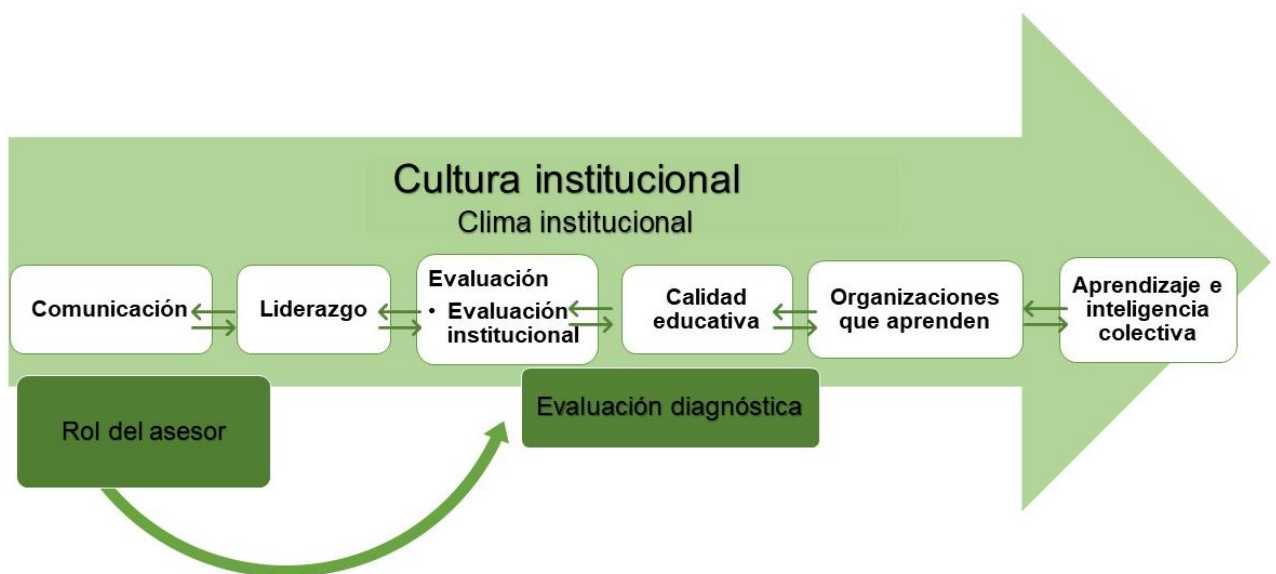 Cultura institucional
Clima institucional
Comunicación
Liderazgo
Evaluación
• Evaluación
institucional
Calidad
educativa
Organizaciones
que aprenden
Aprendizaje e
inteligencia
colectiva
Rol del asesor
Evaluación diagnóstica